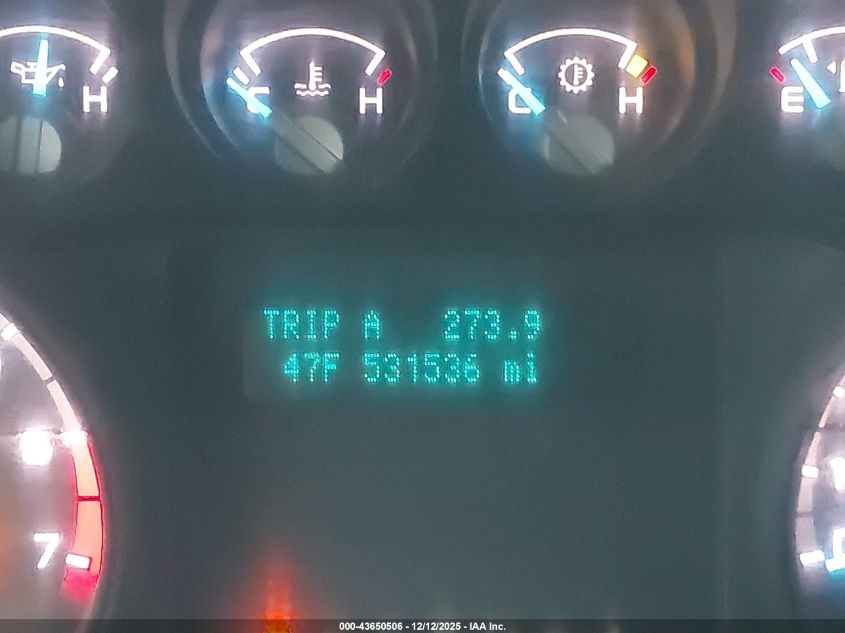 H
C H
C H
E
TRIP A 273.9
47F 531536 mi
7
000-43650506 - 12/12/2025 - IAA Inc.